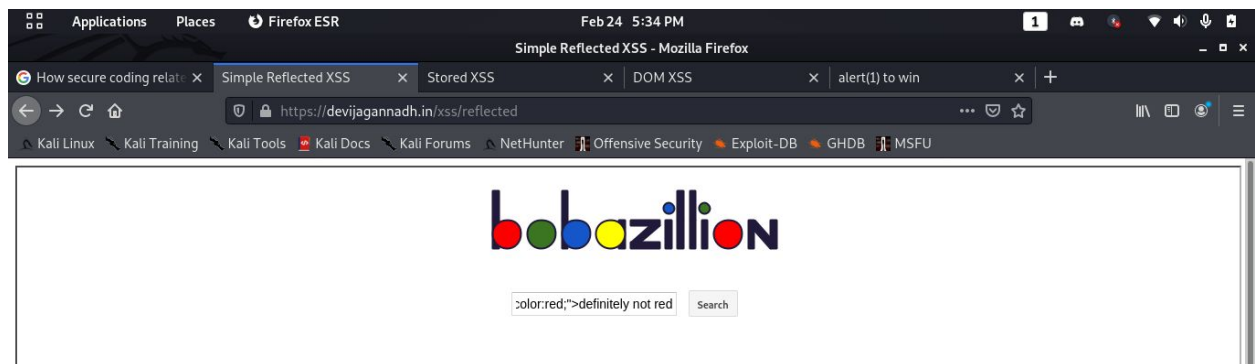 Applications Places Firefox ESR Feb 24 5:34 PM 1
Simple Reflected XSS - Mozilla Firefox
How secure coding relate Simple Reflected XSS Stored XSS DOM XSS alert(1) to win
https://devijagannadh.in/xss/reflected
Kali Linux Kali Training Kali Tools Kali Docs Kali Forums NetHunter Offensive Security Exploit-DB GHDB MSFU
bobazillion
color:red;">definitely not red Search